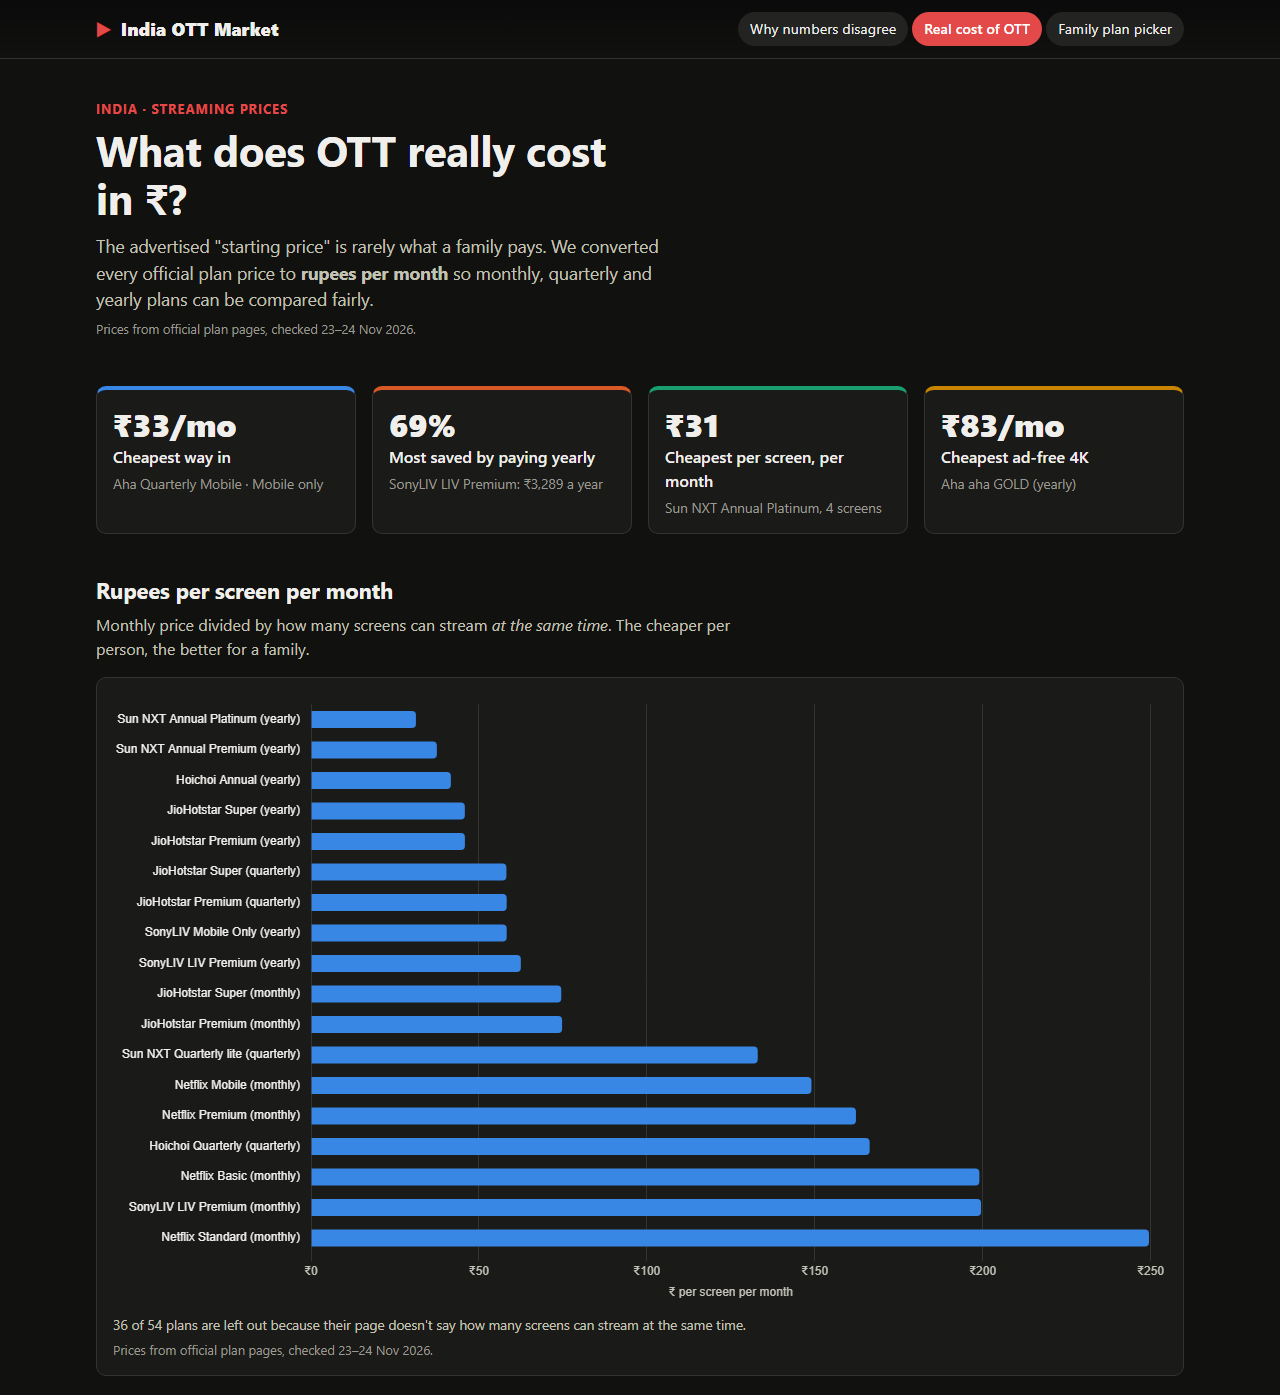 India OTT Market
Why numbers disagree
Real cost of OTT
Family plan picker
INDIA · STREAMING PRICES
What does OTT really cost
in ₹?
The advertised "starting price" is rarely what a family pays. We converted
every official plan price to rupees per month so monthly, quarterly and
yearly plans can be compared fairly.
Prices from official plan pages, checked 23–24 Nov 2026.
₹33/mo
Cheapest way in
Aha Quarterly Mobile · Mobile only
69%
Most saved by paying yearly
SonyLIV LIV Premium: ₹3,289 a year
₹31
Cheapest per screen, per
month
Sun NXT Annual Platinum, 4 screens
₹83/mo
Cheapest ad-free 4K
Aha aha GOLD (yearly)
Rupees per screen per month
Monthly price divided by how many screens can stream at the same time. The cheaper per
person, the better for a family.
Sun NXT Annual Platinum (yearly)
Sun NXT Annual Premium (yearly)
Hoichoi Annual (yearly)
JioHotstar Super (yearly)
JioHotstar Premium (yearly)
JioHotstar Super (quarterly)
JioHotstar Premium (quarterly)
SonyLIV Mobile Only (yearly)
SonyLIV LIV Premium (yearly)
JioHotstar Super (monthly)
JioHotstar Premium (monthly)
Sun NXT Quarterly lite (quarterly)
Netflix Mobile (monthly)
Netflix Premium (monthly)
Hoichoi Quarterly (quarterly)
Netflix Basic (monthly)
SonyLIV LIV Premium (monthly)
Netflix Standard (monthly)
₹0 ₹50 ₹100 ₹150 ₹200 ₹250
₹ per screen per month
36 of 54 plans are left out because their page doesn't say how many screens can stream at the same time.
Prices from official plan pages, checked 23–24 Nov 2026.